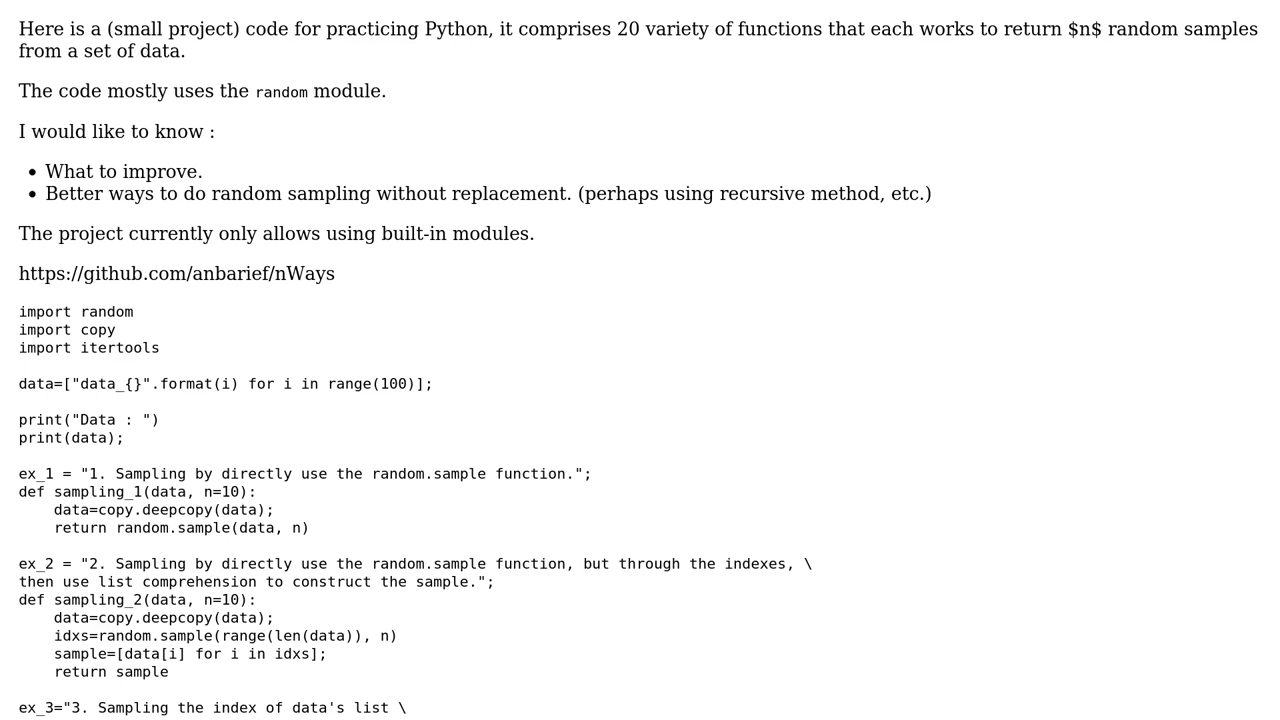 Here is a (small project) code for practicing Python, it comprises 20 variety of functions that each works to return $n$ random samples
from a set of data.
The code mostly uses the random module.
I would like to know :
• What to improve.
• Better ways to do random sampling without replacement. (perhaps using recursive method, etc.)
The project currently only allows using built-in modules.
https://github.com/anbarief/nWays
import random
import copy
import itertools
data=["data_{}".format(i) for i in range(100)];
print("Data : ")
print(data);
ex_1 = "1. Sampling by directly use the random.sample function.";
def sampling_1(data, n=10):
    data=copy.deepcopy(data);
    return random.sample(data, n)
ex_2 = "2. Sampling by directly use the random.sample function, but through the indexes, \
then use list comprehension to construct the sample.";
def sampling_2(data, n=10):
    data=copy.deepcopy(data);
    idxs=random.sample(range(len(data)), n)
    sample=[data[i] for i in idxs];
    return sample
ex_3="3. Sampling the index of data's list \